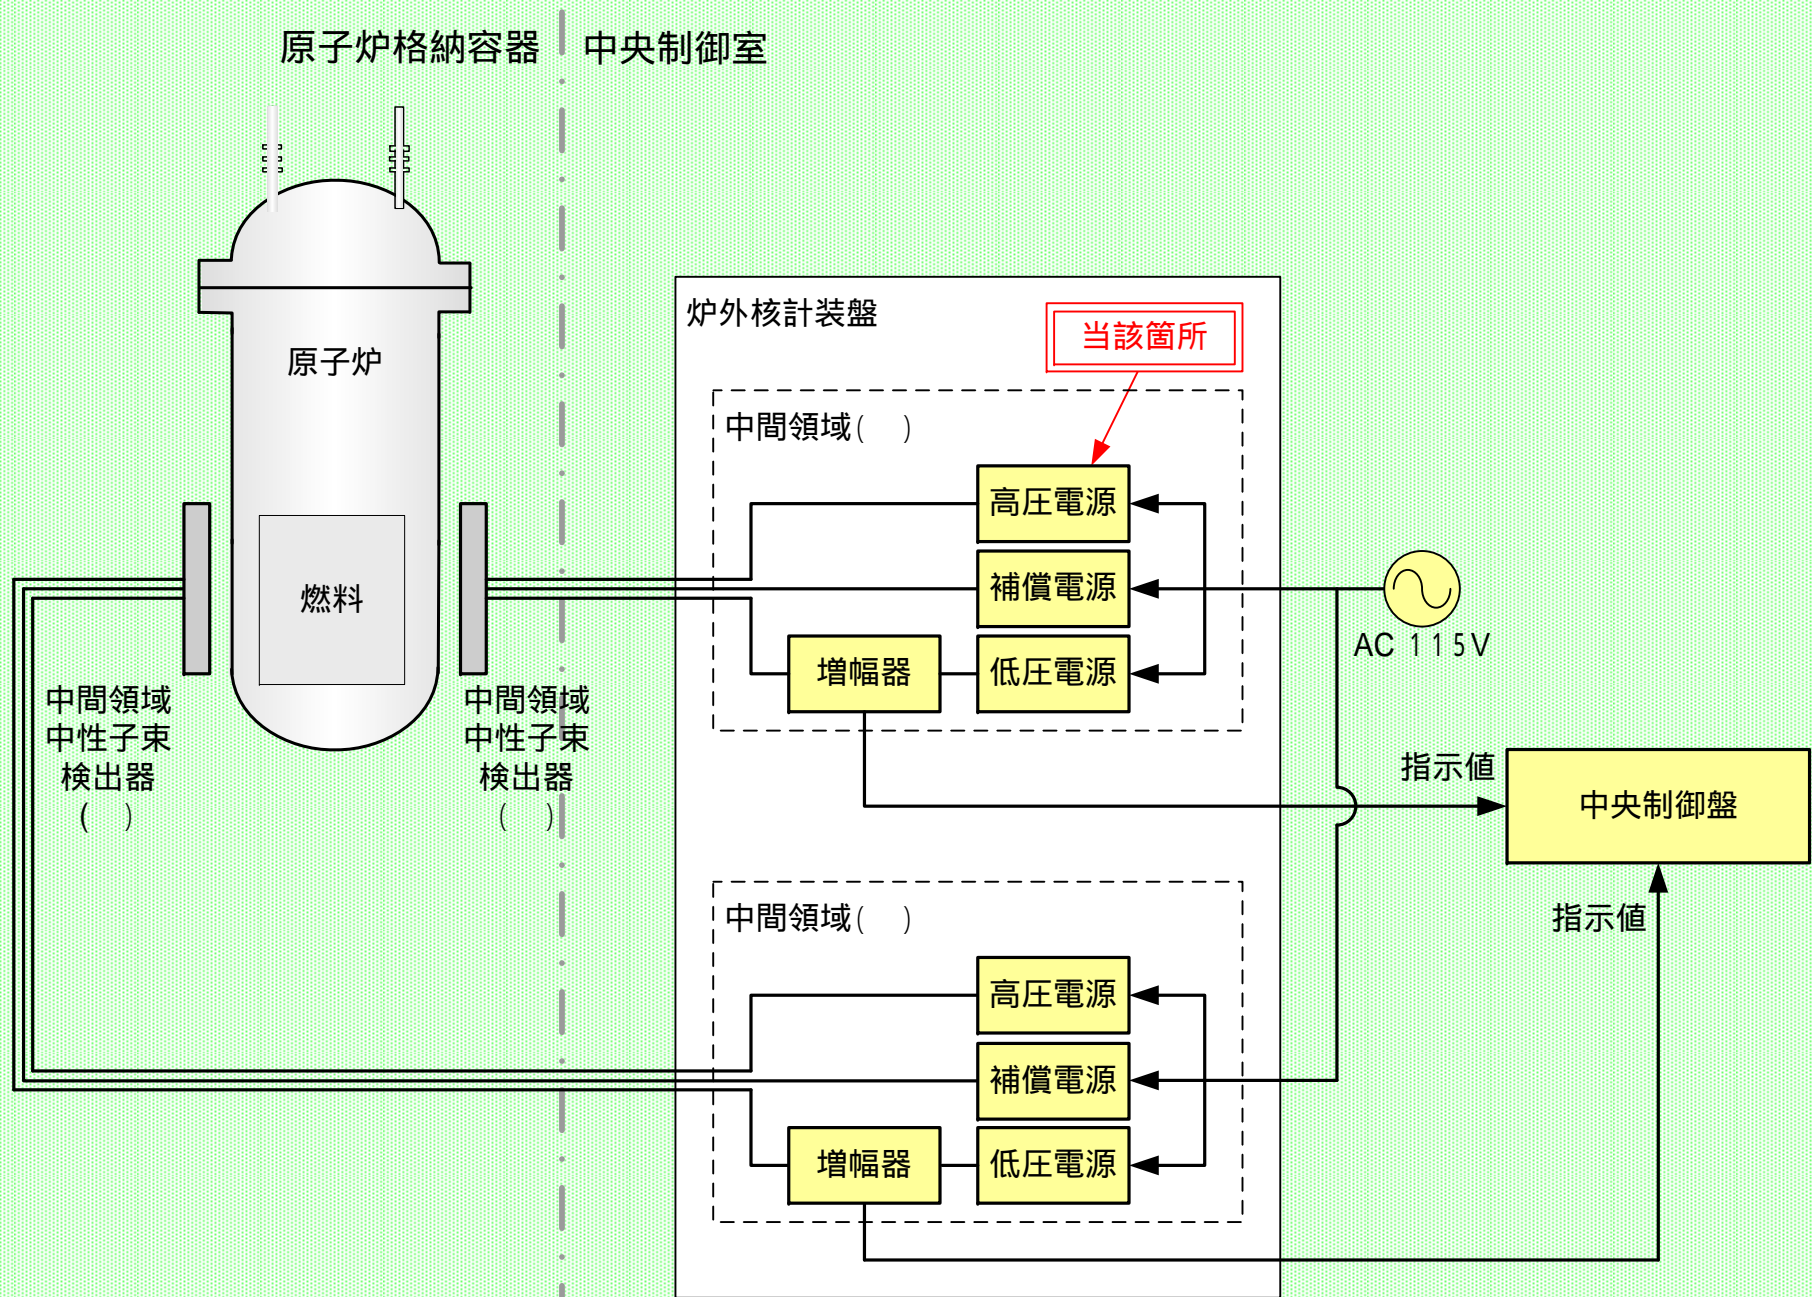 原子炉格納容器
中央制御室
炉外核計装盤
当該箇所
原子炉
中間領域( )
高圧電源
補償電源
燃料
増幅器
低圧電源
AC 115V
中間領域
中性子束
検出器
( )
中間領域
中性子束
検出器
( )
指示値
中央制御盤
中間領域( )
指示値
高圧電源
補償電源
増幅器
低圧電源